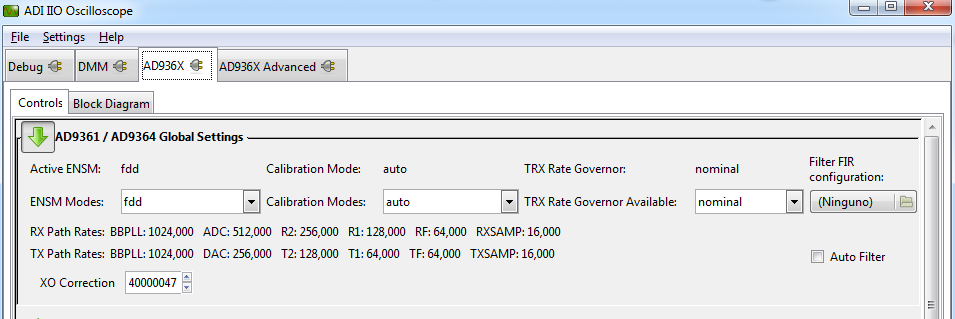 ADI IIO Oscilloscope
File Settings Help
Debug DMM AD936X AD936X Advanced
Controls Block Diagram
AD9361 / AD9364 Global Settings
Active ENSM: fdd Calibration Mode: auto TRX Rate Governor: nominal Filter FIR configuration:
ENSM Modes: fdd Calibration Modes: auto TRX Rate Governor Available: nominal (Ninguno)
RX Path Rates: BBPLL: 1024,000 ADC: 512,000 R2: 256,000 R1: 128,000 RF: 64,000 RXSAMP: 16,000
TX Path Rates: BBPLL: 1024,000 DAC: 256,000 T2: 128,000 T1: 64,000 TF: 64,000 TXSAMP: 16,000
Auto Filter
XO Correction 40000047